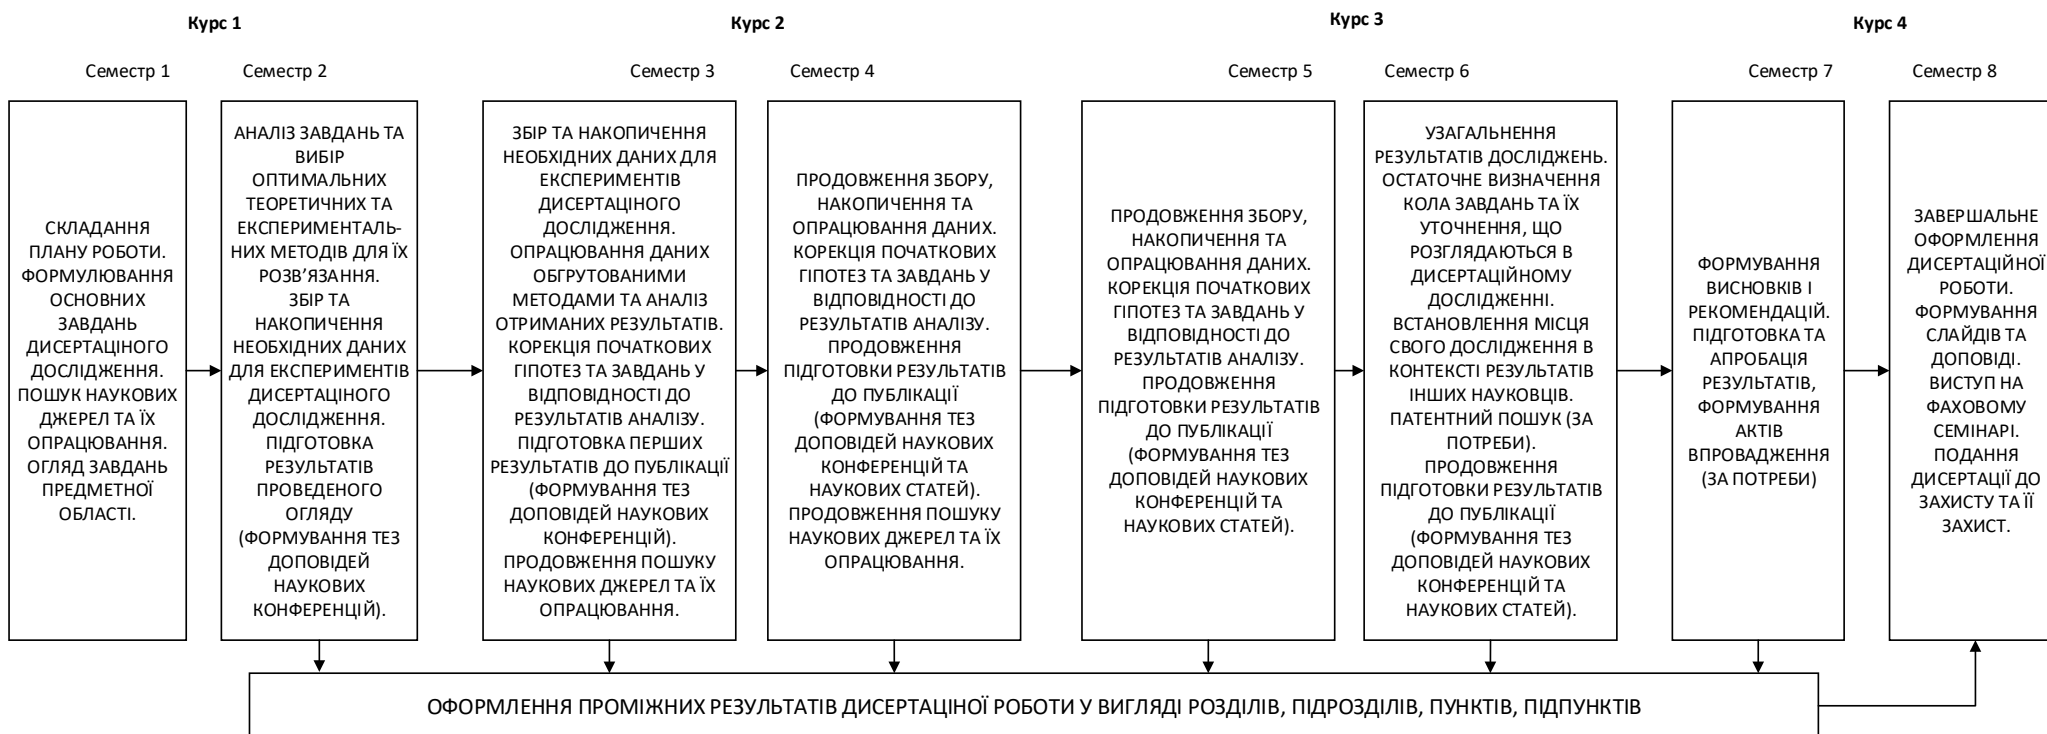 Курс 1
Курс 2
Курс 3
Курс 4
Семестр 1
Семестр 2
Семестр 3
Семестр 4
Семестр 5
Семестр 6
Семестр 7
Семестр 8
СКЛАДАННЯ
ПЛАНУ РОБОТИ.
ФОРМУЛЮВАННЯ
ОСНОВНИХ
ЗАВДАНЬ
ДИСЕРТАЦІНОГО
ДОСЛІДЖЕННЯ.
ПОШУК НАУКОВИХ
ДЖЕРЕЛ ТА ЇХ
ОПРАЦЮВАННЯ.
ОГЛЯД ЗАВДАНЬ
ПРЕДМЕТНОЇ
ОБЛАСТІ.
АНАЛІЗ ЗАВДАНЬ ТА
ВИБІР
ОПТИМАЛЬНИХ
ТЕОРЕТИЧНИХ ТА
ЕКСПЕРИМЕНТАЛЬ-
НИХ МЕТОДІВ ДЛЯ ЇХ
РОЗВ’ЯЗАННЯ.
ЗБІР ТА
НАКОПИЧЕННЯ
НЕОБХІДНИХ ДАНИХ
ДЛЯ ЕКСПЕРИМЕНТІВ
ДИСЕРТАЦІНОГО
ДОСЛІДЖЕННЯ.
ПІДГОТОВКА
РЕЗУЛЬТАТІВ
ПРОВЕДЕНОГО
ОГЛЯДУ
(ФОРМУВАННЯ ТЕЗ
ДОПОВІДЕЙ
НАУКОВИХ
КОНФЕРЕНЦІЙ).
ЗБІР ТА НАКОПИЧЕННЯ
НЕОБХІДНИХ ДАНИХ ДЛЯ
ЕКСПЕРИМЕНТІВ
ДИСЕРТАЦІНОГО
ДОСЛІДЖЕННЯ.
ОПРАЦЮВАННЯ ДАНИХ
ОБГРУТОВАНИМИ
МЕТОДАМИ ТА АНАЛІЗ
ОТРИМАНИХ РЕЗУЛЬТАТІВ.
КОРЕКЦІЯ ПОЧАТКОВИХ
ГІПОТЕЗ ТА ЗАВДАНЬ У
ВІДПОВІДНОСТІ ДО
РЕЗУЛЬТАТІВ АНАЛІЗУ.
ПІДГОТОВКА ПЕРШИХ
РЕЗУЛЬТАТІВ ДО ПУБЛІКАЦІЇ
(ФОРМУВАННЯ ТЕЗ
ДОПОВІДЕЙ НАУКОВИХ
КОНФЕРЕНЦІЙ).
ПРОДОВЖЕННЯ ПОШУКУ
НАУКОВИХ ДЖЕРЕЛ ТА ЇХ
ОПРАЦЮВАННЯ.
ПРОДОВЖЕННЯ ЗБОРУ,
НАКОПИЧЕННЯ ТА
ОПРАЦЮВАННЯ ДАНИХ.
КОРЕКЦІЯ ПОЧАТКОВИХ
ГІПОТЕЗ ТА ЗАВДАНЬ У
ВІДПОВІДНОСТІ ДО
РЕЗУЛЬТАТІВ АНАЛІЗУ.
ПРОДОВЖЕННЯ
ПІДГОТОВКИ РЕЗУЛЬТАТІВ
ДО ПУБЛІКАЦІЇ
(ФОРМУВАННЯ ТЕЗ
ДОПОВІДЕЙ НАУКОВИХ
КОНФЕРЕНЦІЙ ТА
НАУКОВИХ СТАТЕЙ).
ПРОДОВЖЕННЯ ПОШУКУ
НАУКОВИХ ДЖЕРЕЛ ТА ЇХ
ОПРАЦЮВАННЯ.
ПРОДОВЖЕННЯ ЗБОРУ,
НАКОПИЧЕННЯ ТА
ОПРАЦЮВАННЯ ДАНИХ.
КОРЕКЦІЯ ПОЧАТКОВИХ
ГІПОТЕЗ ТА ЗАВДАНЬ У
ВІДПОВІДНОСТІ ДО
РЕЗУЛЬТАТІВ АНАЛІЗУ.
ПРОДОВЖЕННЯ
ПІДГОТОВКИ РЕЗУЛЬТАТІВ
ДО ПУБЛІКАЦІЇ
(ФОРМУВАННЯ ТЕЗ
ДОПОВІДЕЙ НАУКОВИХ
КОНФЕРЕНЦІЙ ТА
НАУКОВИХ СТАТЕЙ).
УЗАГАЛЬНЕННЯ
РЕЗУЛЬТАТІВ ДОСЛІДЖЕНЬ.
ОСТАТОЧНЕ ВИЗНАЧЕННЯ
КОЛА ЗАВДАНЬ ТА ЇХ
УТОЧНЕННЯ, ЩО
РОЗГЛЯДАЮТЬСЯ В
ДИСЕРТАЦІЙНОМУ
ДОСЛІДЖЕННІ.
ВСТАНОВЛЕННЯ МІСЦЯ
СВОГО ДОСЛІДЖЕННЯ В
КОНТЕКСТІ РЕЗУЛЬТАТІВ
ІНШИХ НАУКОВЦІВ.
ПАТЕНТНИЙ ПОШУК (ЗА
ПОТРЕБИ).
ПРОДОВЖЕННЯ
ПІДГОТОВКИ РЕЗУЛЬТАТІВ
ДО ПУБЛІКАЦІЇ
(ФОРМУВАННЯ ТЕЗ
ДОПОВІДЕЙ НАУКОВИХ
КОНФЕРЕНЦІЙ ТА
НАУКОВИХ СТАТЕЙ).
ФОРМУВАННЯ
ВИСНОВКІВ І
РЕКОМЕНДАЦІЙ.
ПІДГОТОВКА ТА
АПРОБАЦІЯ
РЕЗУЛЬТАТІВ,
ФОРМУВАННЯ
АКТІВ
ВПРОВАДЖЕННЯ
(ЗА ПОТРЕБИ)
ЗАВЕРШАЛЬНЕ
ОФОРМЛЕННЯ
ДИСЕРТАЦІЙНОЇ
РОБОТИ.
ФОРМУВАННЯ
СЛАЙДІВ ТА
ДОПОВІДІ.
ВИСТУП НА
ФАХОВОМУ
СЕМІНАРІ.
ПОДАННЯ
ДИСЕРТАЦІЇ ДО
ЗАХИСТУ ТА ЇЇ
ЗАХИСТ.
ОФОРМЛЕННЯ ПРОМІЖНИХ РЕЗУЛЬТАТІВ ДИСЕРТАЦІНОЇ РОБОТИ У ВИГЛЯДІ РОЗДІЛІВ, ПІДРОЗДІЛІВ, ПУНКТІВ, ПІДПУНКТІВ